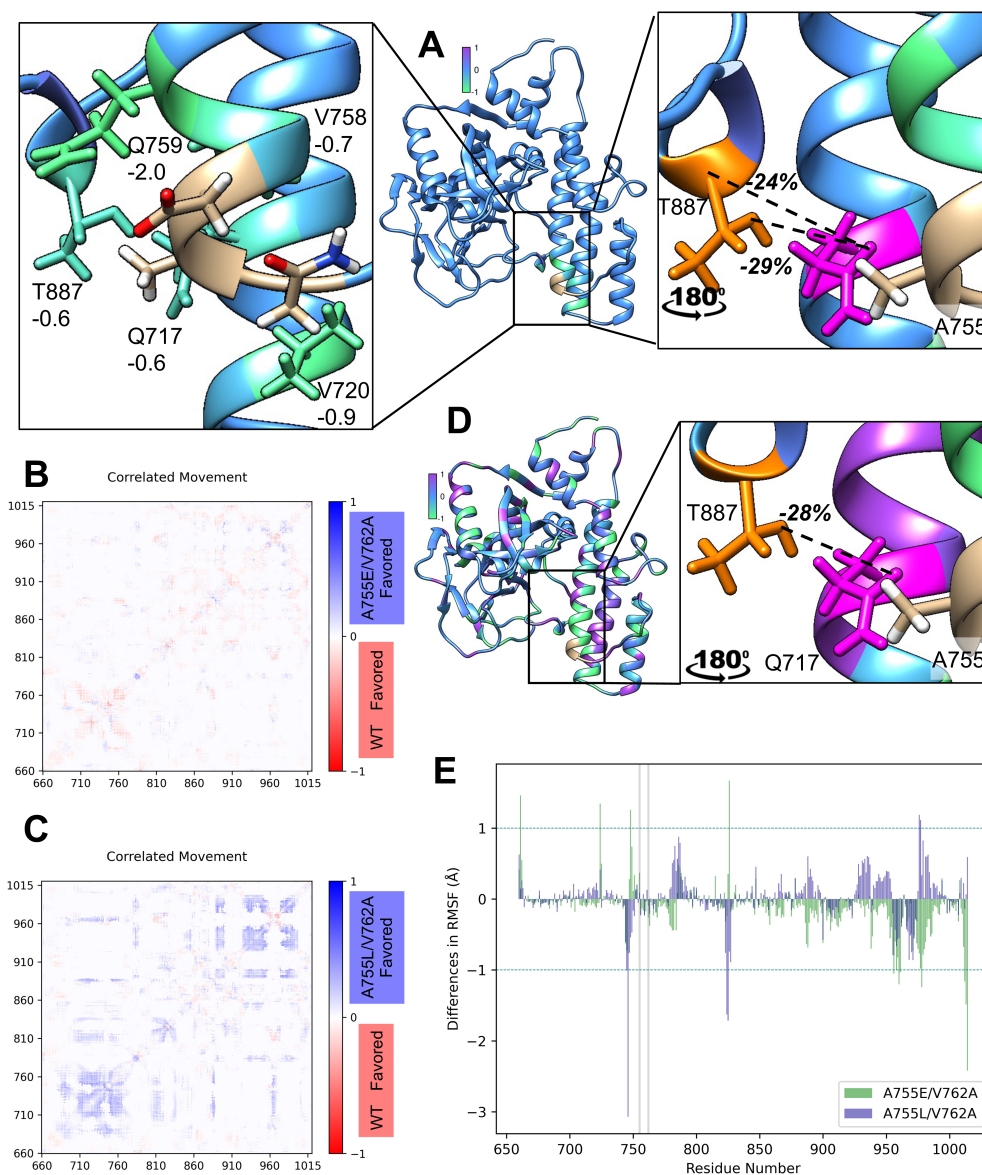 A
1
0
-1
V758
-0.7
Q759
-2.0
T887
-0.6
Q717
-0.6
V720
-0.9
-24%
T887
-29%
180°
A755
B
Correlated Movement
1015
960
910
860
810
760
710
660
660 710 760 810 860 910 960 1015
1
0
−1
A755E/V762A
Favored
WT Favored
D
1
0
-1
T887
-28%
180°
Q717
A755
C
Correlated Movement
1015
960
910
860
810
760
710
660
660 710 760 810 860 910 960 1015
1
0
−1
A755L/V762A
Favored
WT Favored
E
Differences in RMSF (Å)
1
0
−1
−2
−3
A755E/V762A
A755L/V762A
650 700 750 800 850 900 950 1000
Residue Number